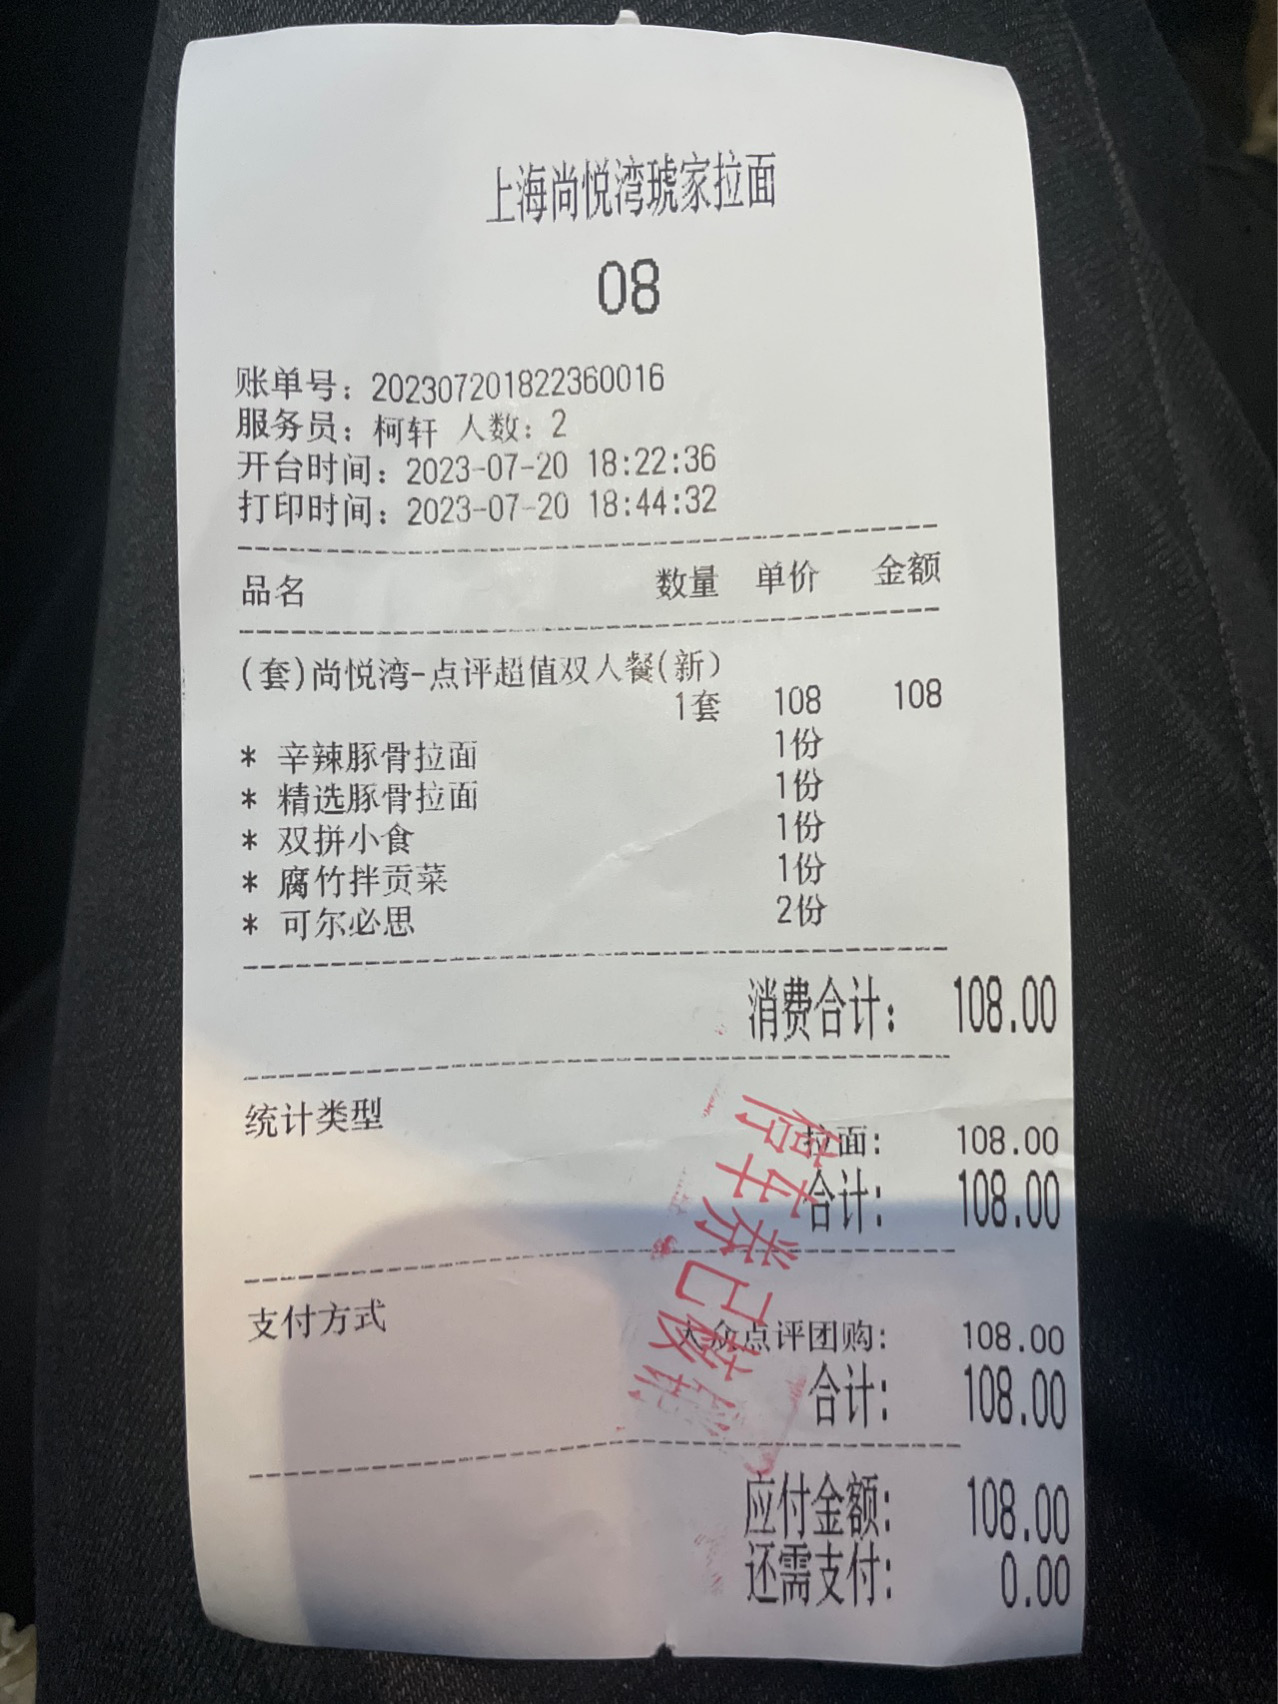 上海尚悦湾琥家拉面
08
账单号：202307201822360016
服务员：柯轩 人数：2
开台时间：2023-07-20 18:22:36
打印时间：2023-07-20 18:44:32
品名 数量 单价 金额
(套)尚悦湾-点评超值双人餐(新)
1套 108 108
* 辛辣豚骨拉面 1份
* 精选豚骨拉面 1份
* 双拼小食 1份
* 腐竹拌贡菜 1份
* 可尔必思 2份
消费合计： 108.00
统计类型
拉面： 108.00
合计： 108.00
支付方式
大众点评团购： 108.00
合计： 108.00
应付金额： 108.00
还需支付： 0.00
停车券已核销